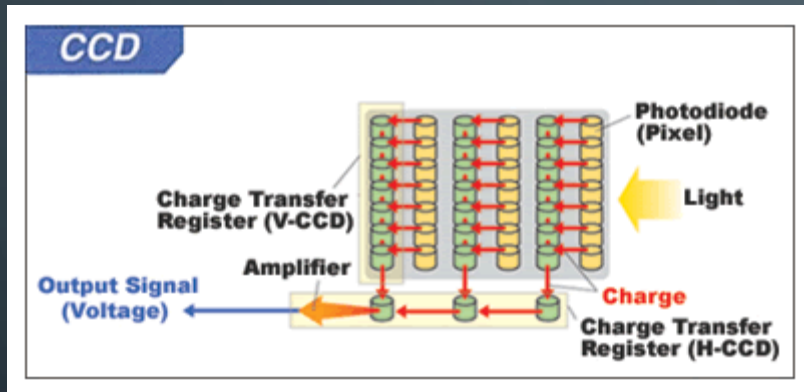 CCD
Photodiode
(Pixel)
Charge Transfer
Register (V-CCD)
Light
Amplifier
Output Signal
(Voltage)
Charge
Charge Transfer
Register (H-CCD)